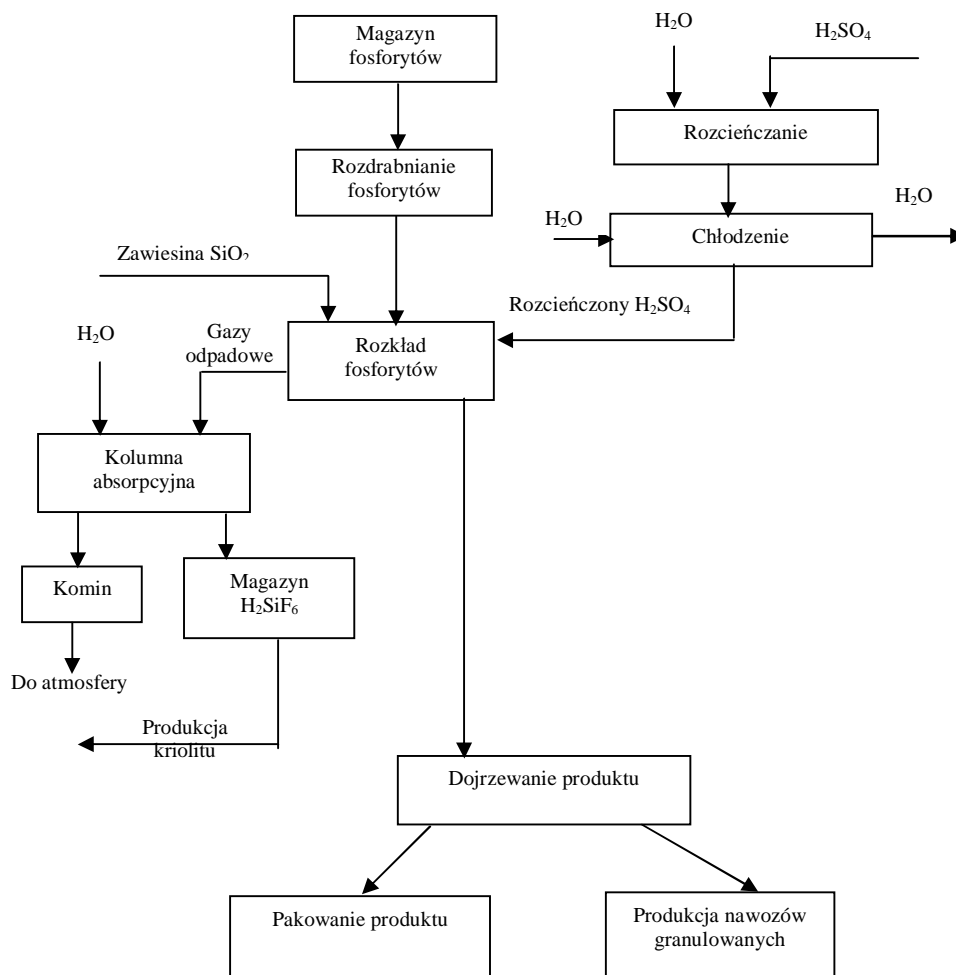 Magazyn
fosforytów
H₂O
H₂SO₄
Rozcieńczanie
Rozdrabnianie
fosforytów
H₂O
H₂O
Chłodzenie
Zawiesina SiO₂
Rozcieńczony H₂SO₄
H₂O
Gazy
odpadowe
Rozkład
fosforytów
Kolumna
absorpcyjna
Komin
Magazyn
H₂SiF₆
Do atmosfery
Produkcja
kriolitu
Dojrzewanie produktu
Pakowanie produktu
Produkcja nawozów
granulowanych